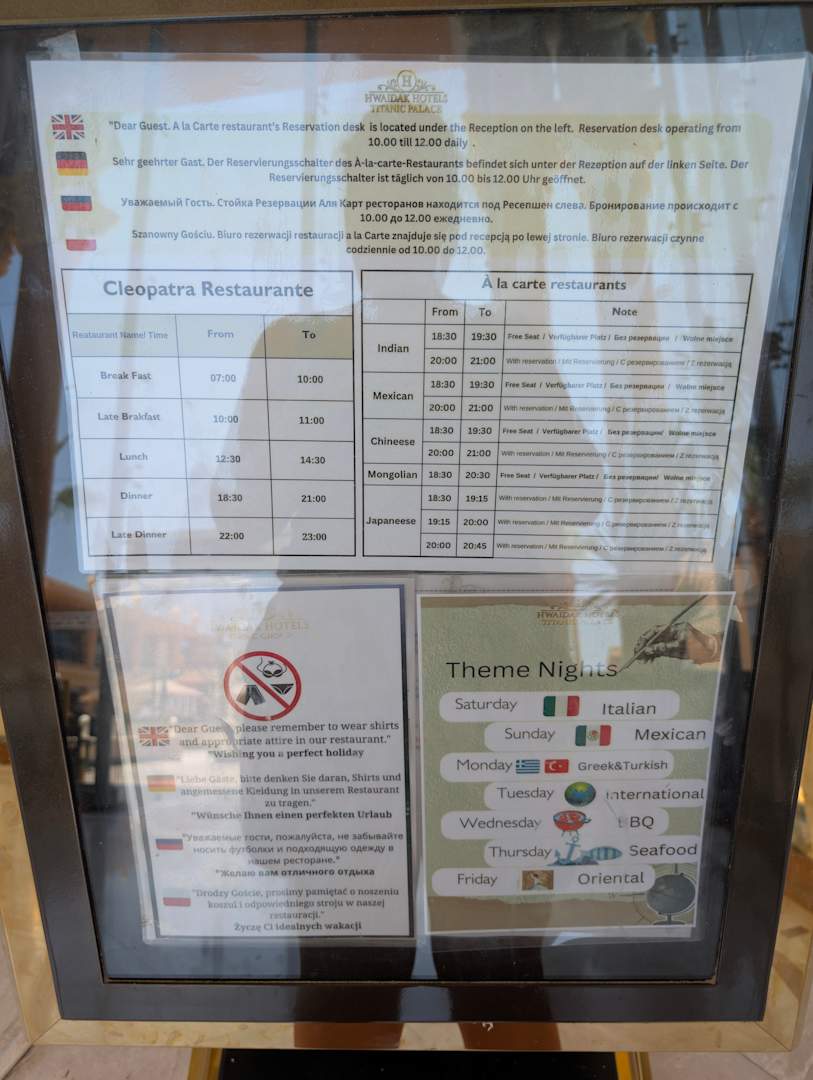 H
HWAIDAK HOTELS
TITANIC PALACE
"Dear Guest. A la Carte restaurant's Reservation desk is located under the Reception on the left. Reservation desk operating from
10.00 till 12.00 daily .
Sehr geehrter Gast. Der Reservierungsschalter des À-la-carte-Restaurants befindet sich unter der Rezeption auf der linken Seite. Der
Reservierungsschalter ist täglich von 10.00 bis 12.00 Uhr geöffnet.
Уважаемый Гость. Стойка Резервации Аля Карт ресторанов находится под Ресепшен слева. Бронирование происходит с
10.00 до 12.00 ежедневно.
Szanowny Gościu. Biuro rezerwacji restauracji a la Carte znajduje się pod recepcją po lewej stronie. Biuro rezerwacji czynne
codziennie od 10.00 do 12.00.
Cleopatra Restaurante
Reataurant Name/ Time From To
Break Fast 07:00 10:00
Late Brakfast 10:00 11:00
Lunch 12:30 14:30
Dinner 18:30 21:00
Late Dinner 22:00 23:00
À la carte restaurants
From To Note
Indian 18:30 19:30 Free Seat / Verfügbarer Platz / Без резервации / Wolne miejsce
20:00 21:00 With reservation / Mit Reservierung / С резервированием / Z rezerwacją
Mexican 18:30 19:30 Free Seat / Verfügbarer Platz / Без резервации / Wolne miejsce
20:00 21:00 With reservation / Mit Reservierung / С резервированием / Z rezerwacją
Chineese 18:30 19:30 Free Seat / Verfügbarer Platz / Без резервации/ Wolne miejsce
20:00 21:00 With reservation / Mit Reservierung / С резервированием / Z rezerwacją
Mongolian 18:30 20:30 Free Seat / Verfügbarer Platz / Без резервации/ Wolne miejsce
Japaneese 18:30 19:15 With reservation / Mit Reservierung / С резервированием / Z rezerwacją
19:15 20:00 With reservation / Mit Reservierung / С резервированием / Z rezerwacją
20:00 20:45 With reservation / Mit Reservierung / С резервированием / Z rezerwacją
HWAIDAK HOTELS
"Dear Guest, please remember to wear shirts
and appropriate attire in our restaurant."
"Wishing you a perfect holiday
"Liebe Gäste, bitte denken Sie daran, Shirts und
angemessene Kleidung in unserem Restaurant
zu tragen."
"Wünsche Ihnen einen perfekten Urlaub
"Уважаемые гости, пожалуйста, не забывайте
носить футболки и подходящую одежду в
нашем ресторане."
"Желаю вам отличного отдыха
"Drodzy Goście, prosimy pamiętać o noszeniu
koszul i odpowiedniego stroju w naszej
restauracji."
Życzę Ci idealnych wakacji
HWAIDAK HOTELS
TITANIC PALACE
Theme Nights
Saturday Italian
Sunday Mexican
Monday Greek&Turkish
Tuesday International
Wednesday BBQ
Thursday Seafood
Friday Oriental